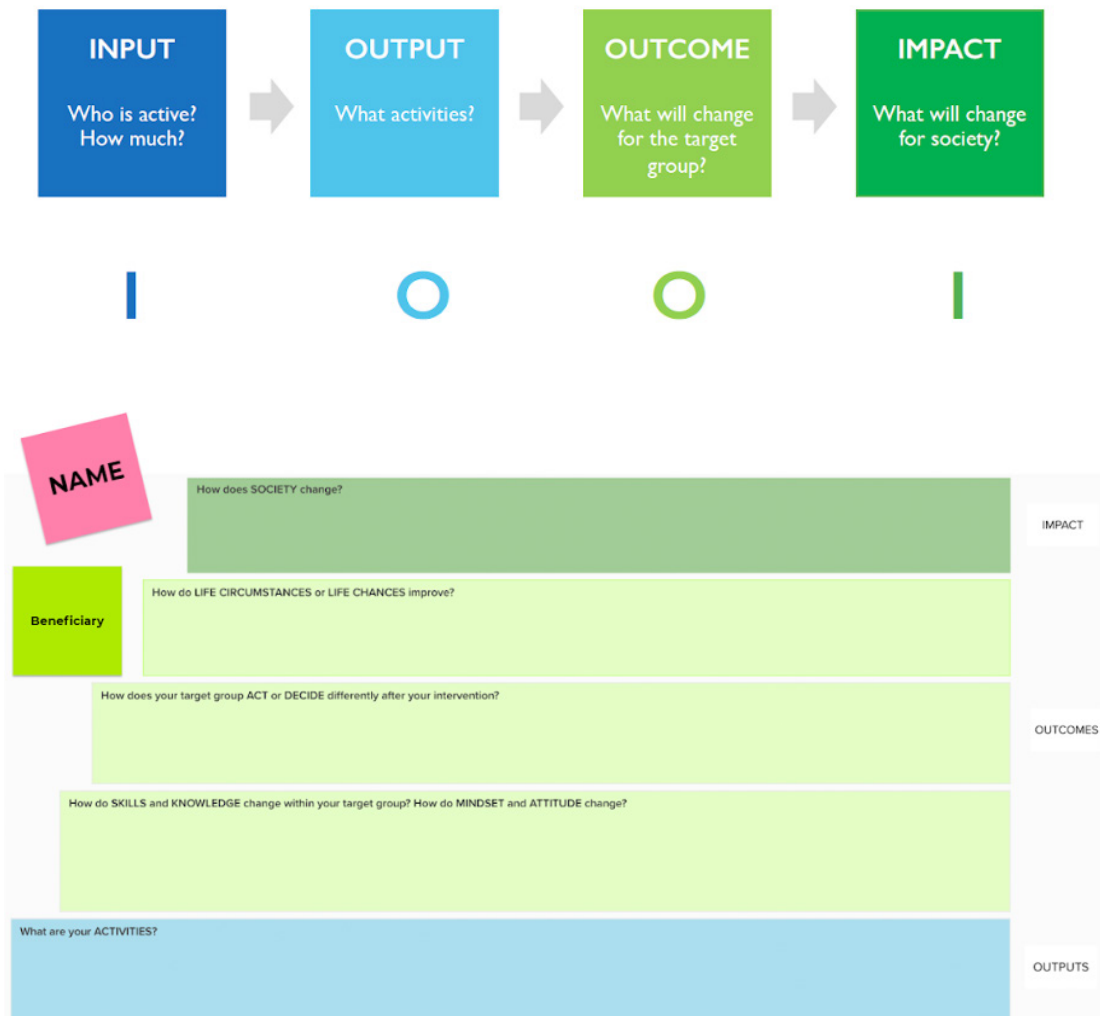 INPUT
Who is active?
How much?
OUTPUT
What activities?
OUTCOME
What will change
for the target
group?
IMPACT
What will change
for society?
I
O
O
I
NAME
How does SOCIETY change?
IMPACT
Beneficiary
How do LIFE CIRCUMSTANCES or LIFE CHANCES improve?
How does your target group ACT or DECIDE differently after your intervention?
OUTCOMES
How do SKILLS and KNOWLEDGE change within your target group? How do MINDSET and ATTITUDE change?
What are your ACTIVITIES?
OUTPUTS